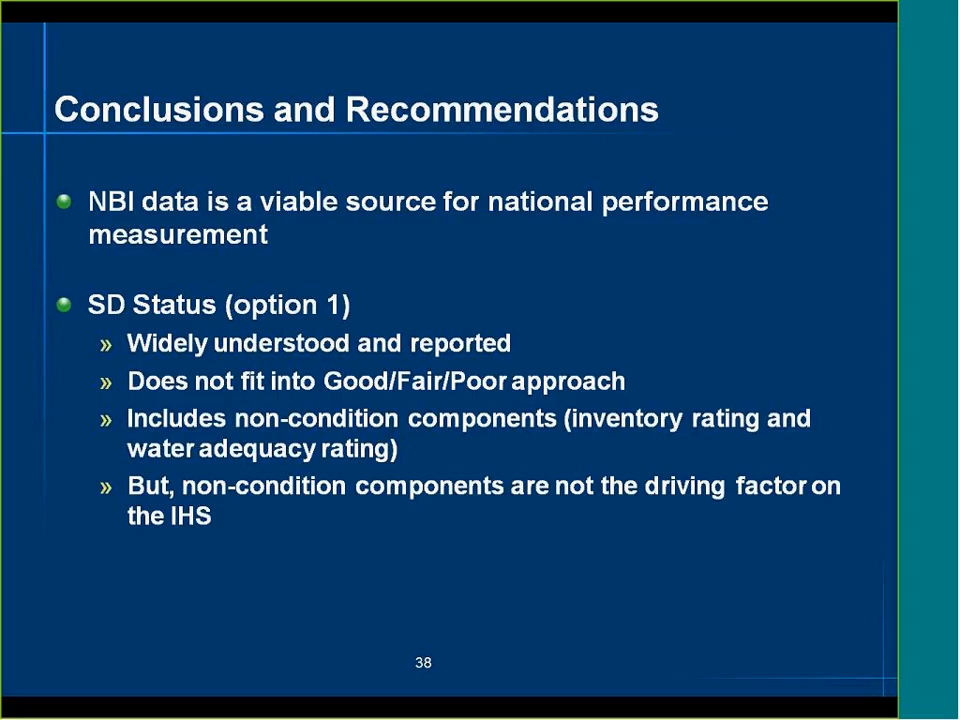 Conclusions and Recommendations
NBI data is a viable source for national performance
measurement
SD Status (option 1)
» Widely understood and reported
» Does not fit into Good/Fair/Poor approach
» Includes non-condition components (inventory rating and
water adequacy rating)
» But, non-condition components are not the driving factor on
the IHS
38